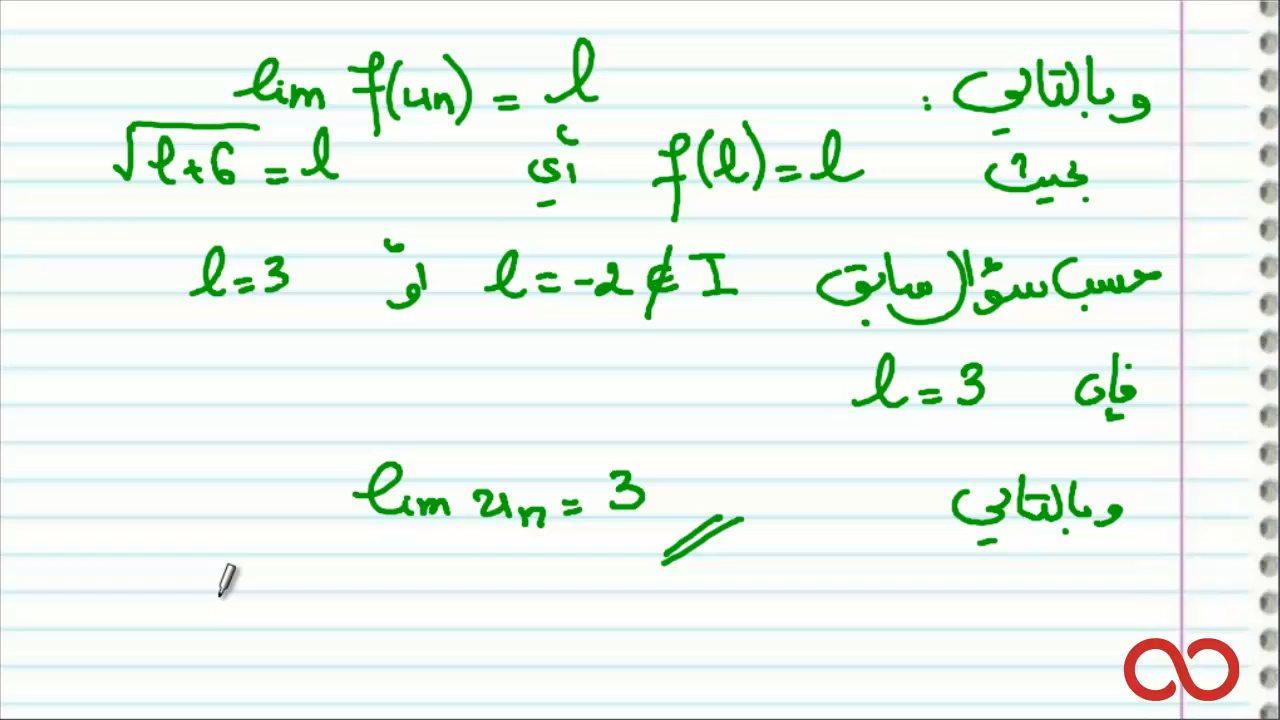 وبالتالي : lim f(un) = l
بحيث f(l) = l أي √(l+6) = l
حسب سؤال سابق l = -2 ∉ I أو l = 3
فإن l = 3
وبالتالي lim un = 3